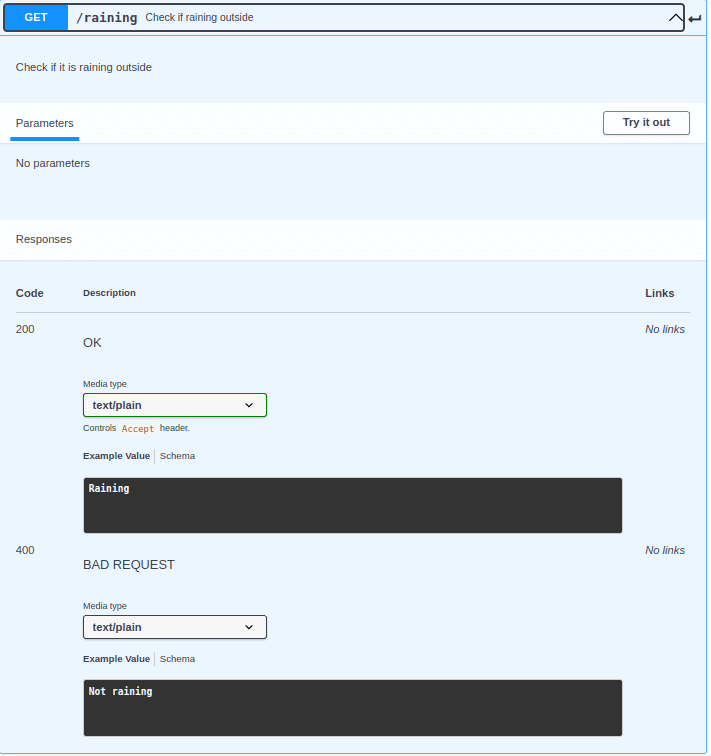 GET /raining Check if raining outside
Check if it is raining outside
Parameters
Try it out
No parameters
Responses
Code Description Links
200 No links
OK
Media type
text/plain
Controls Accept header.
Example Value Schema
Raining
400 No links
BAD REQUEST
Media type
text/plain
Example Value Schema
Not raining